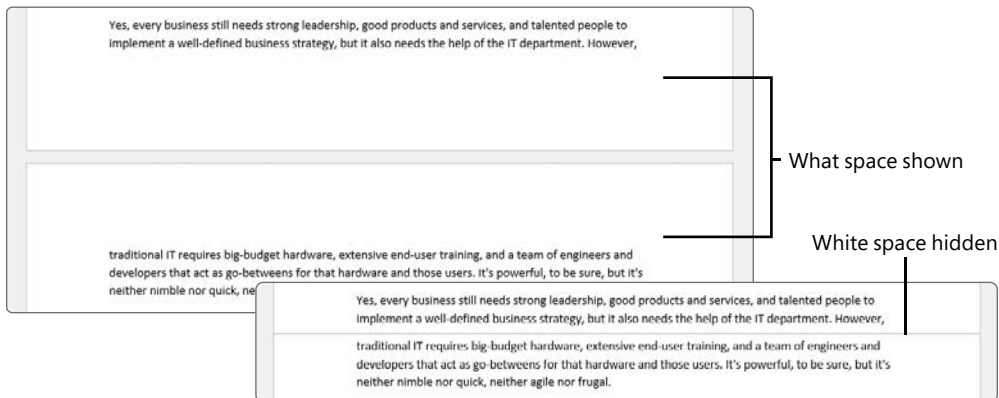 Yes, every business still needs strong leadership, good products and services, and talented people to
implement a well-defined business strategy, but it also needs the help of the IT department. However,
What space shown
traditional IT requires big-budget hardware, extensive end-user training, and a team of engineers and
developers that act as go-betweens for that hardware and those users. It's powerful, to be sure, but it's
neither nimble nor quick, ne
White space hidden
Yes, every business still needs strong leadership, good products and services, and talented people to
implement a well-defined business strategy, but it also needs the help of the IT department. However,
traditional IT requires big-budget hardware, extensive end-user training, and a team of engineers and
developers that act as go-betweens for that hardware and those users. It's powerful, to be sure, but it's
neither nimble nor quick, neither agile nor frugal.